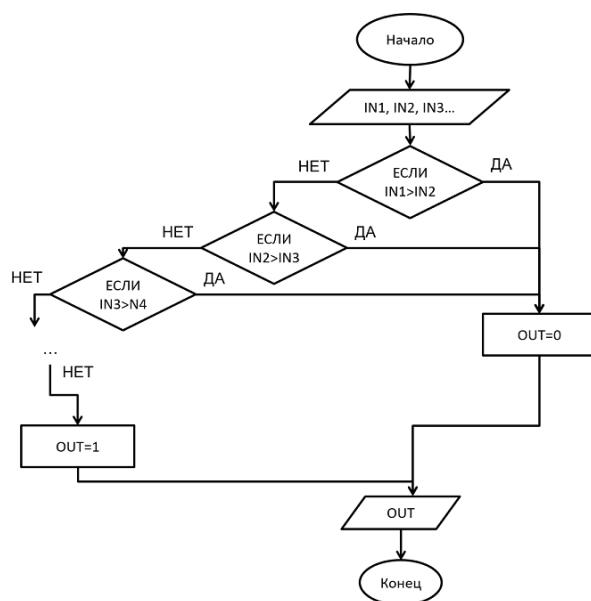 Начало
IN1, IN2, IN3...
НЕТ
ЕСЛИ
IN1>IN2
ДА
НЕТ
ЕСЛИ
IN2>IN3
ДА
НЕТ
ЕСЛИ
IN3>N4
ДА
OUT=0
...
НЕТ
OUT=1
OUT
Конец